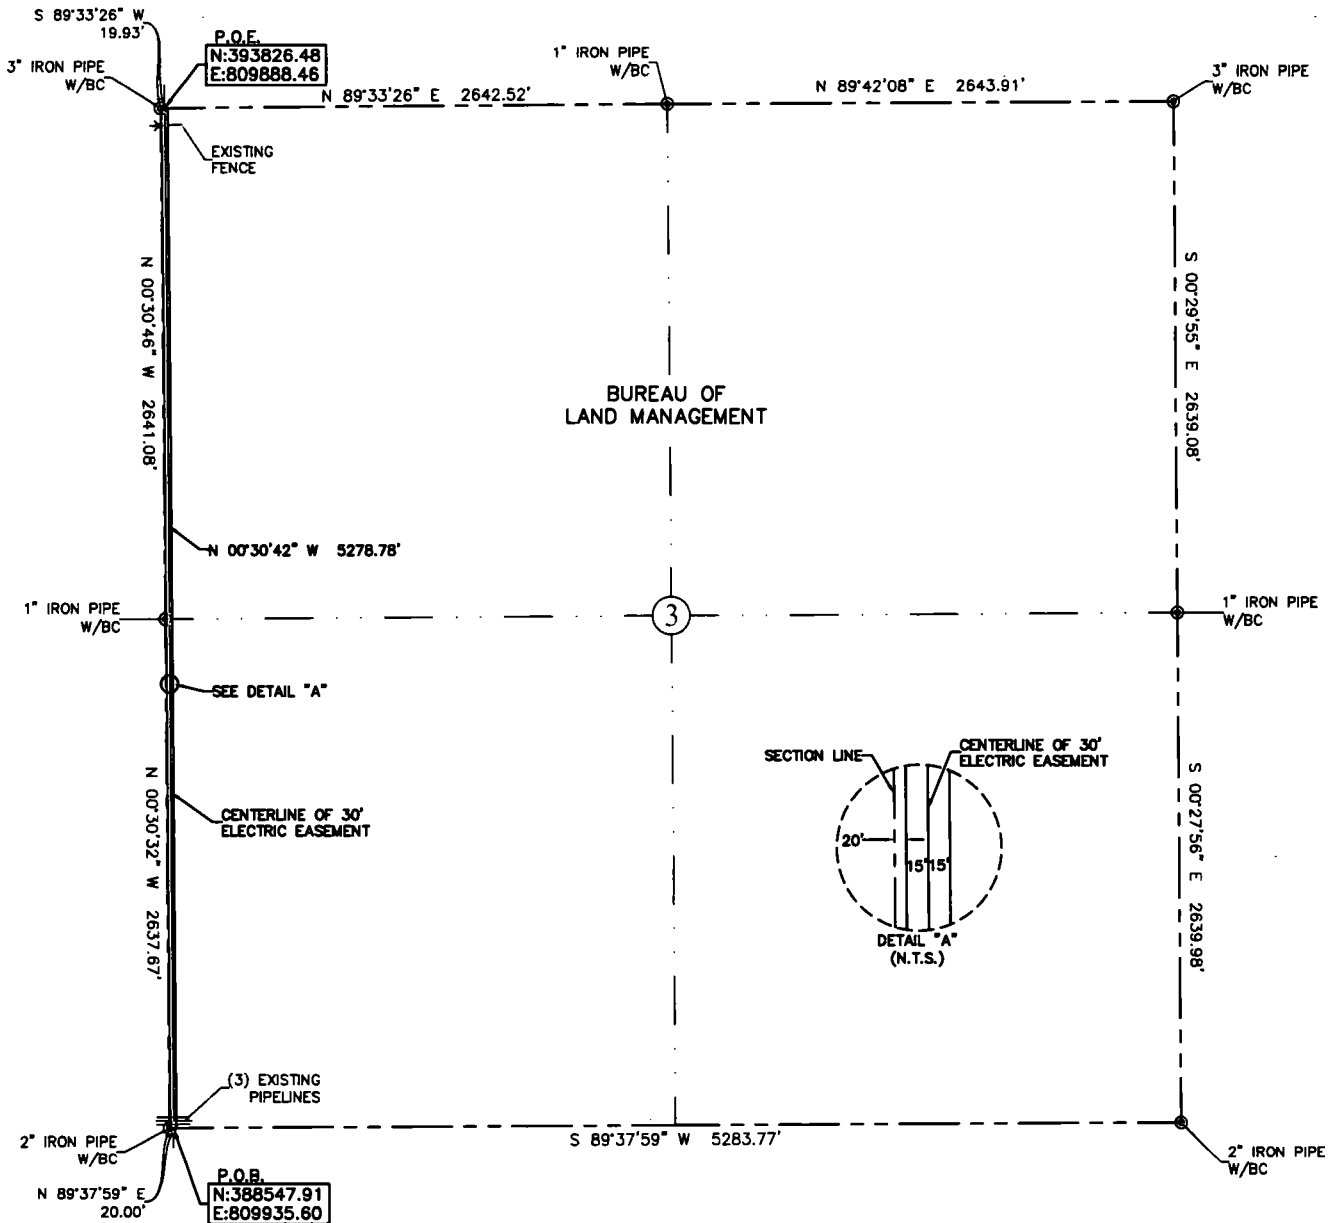 S 89°33'26" W
19.93'
P.O.E.
N:393826.48
E:809888.46
3" IRON PIPE
W/BC
1" IRON PIPE
W/BC
3" IRON PIPE
W/BC
N 89°33'26" E 2642.52'
N 89°42'08" E 2643.91'
EXISTING
FENCE
N 00°30'46" W 2641.08'
S 00°29'55" E 2639.08'
BUREAU OF
LAND MANAGEMENT
N 00°30'42" W 5278.78'
1" IRON PIPE
W/BC
3
1" IRON PIPE
W/BC
SEE DETAIL "A"
SECTION LINE
CENTERLINE OF 30'
ELECTRIC EASEMENT
20'
15'15'
DETAIL "A"
(N.T.S.)
N 00°30'32" W 2637.67'
CENTERLINE OF 30'
ELECTRIC EASEMENT
S 00°27'56" E 2639.98'
(3) EXISTING
PIPELINES
2" IRON PIPE
W/BC
S 89°37'59" W 5283.77'
2" IRON PIPE
W/BC
N 89°37'59" E
20.00'
P.O.B.
N:388547.91
E:809935.60